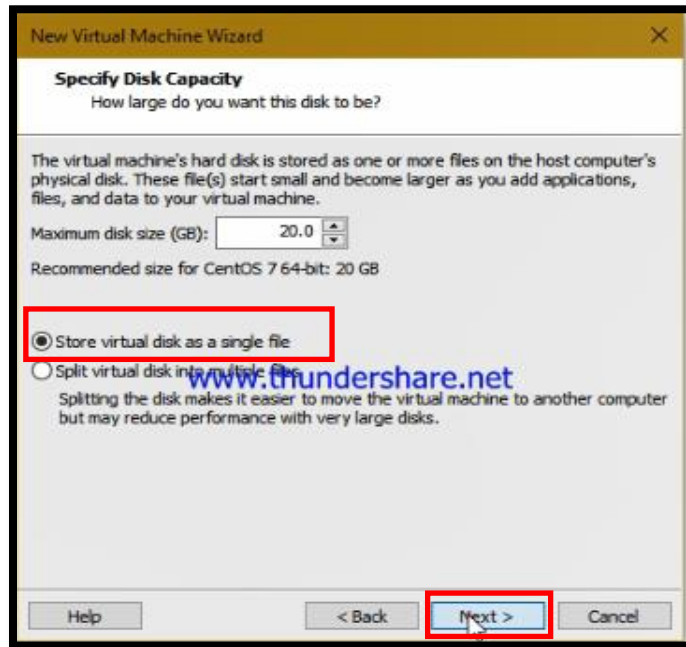 New Virtual Machine Wizard
Specify Disk Capacity
How large do you want this disk to be?
The virtual machine's hard disk is stored as one or more files on the host computer's
physical disk. These file(s) start small and become larger as you add applications,
files, and data to your virtual machine.
Maximum disk size (GB): 20.0
Recommended size for CentOS 7 64-bit: 20 GB
Store virtual disk as a single file
Split virtual disk into multiple files
www.thundershare.net
Splitting the disk makes it easier to move the virtual machine to another computer
but may reduce performance with very large disks.
Help < Back Next > Cancel